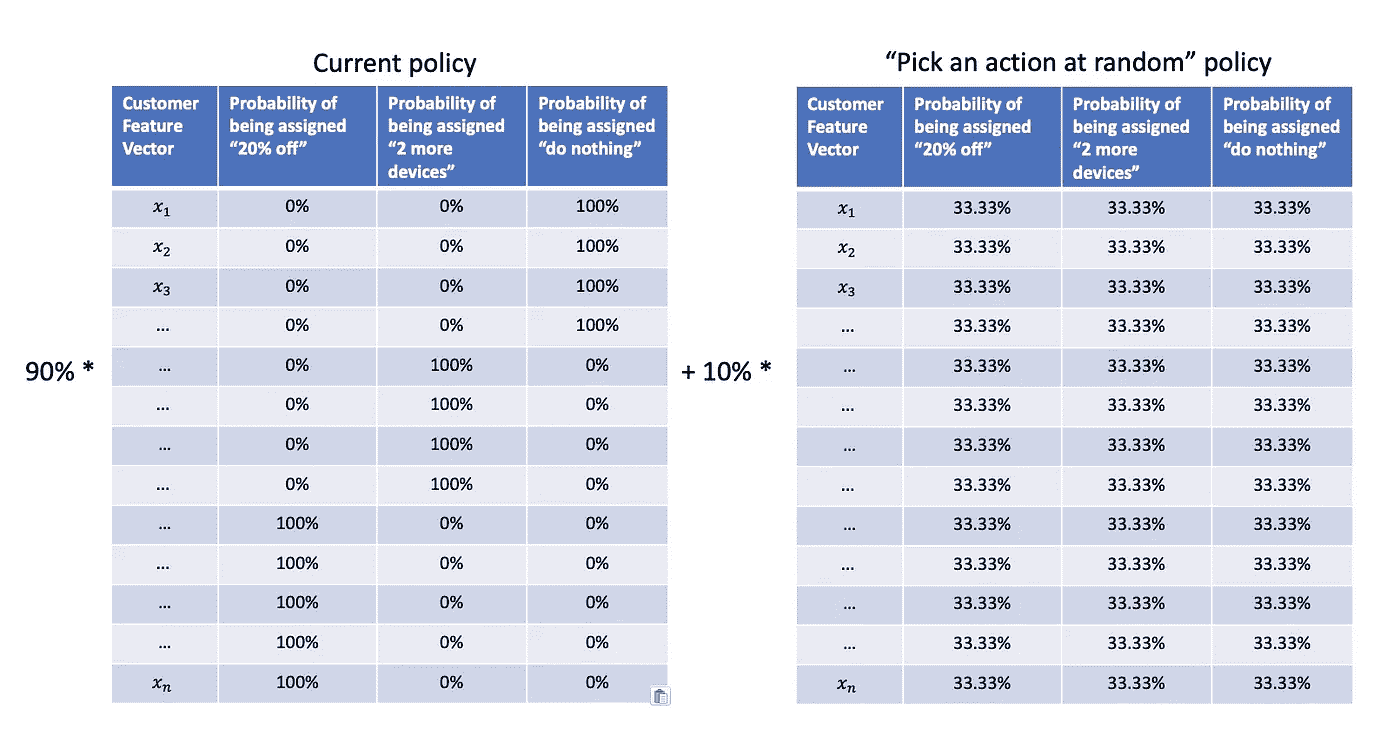 Current policy
Customer Feature Vector | Probability of being assigned “20% off” | Probability of being assigned “2 more devices” | Probability of being assigned “do nothing”
x₁ 0% 0% 100%
x₂ 0% 0% 100%
x₃ 0% 0% 100%
... 0% 0% 100%
... 0% 100% 0%
... 0% 100% 0%
... 0% 100% 0%
... 0% 100% 0%
... 100% 0% 0%
... 100% 0% 0%
... 100% 0% 0%
... 100% 0% 0%
xₙ 100% 0% 0%
90% *
+ 10% *
“Pick an action at random” policy
Customer Feature Vector | Probability of being assigned “20% off” | Probability of being assigned “2 more devices” | Probability of being assigned “do nothing”
x₁ 33.33% 33.33% 33.33%
x₂ 33.33% 33.33% 33.33%
x₃ 33.33% 33.33% 33.33%
... 33.33% 33.33% 33.33%
... 33.33% 33.33% 33.33%
... 33.33% 33.33% 33.33%
... 33.33% 33.33% 33.33%
... 33.33% 33.33% 33.33%
... 33.33% 33.33% 33.33%
... 33.33% 33.33% 33.33%
... 33.33% 33.33% 33.33%
... 33.33% 33.33% 33.33%
xₙ 33.33% 33.33% 33.33%